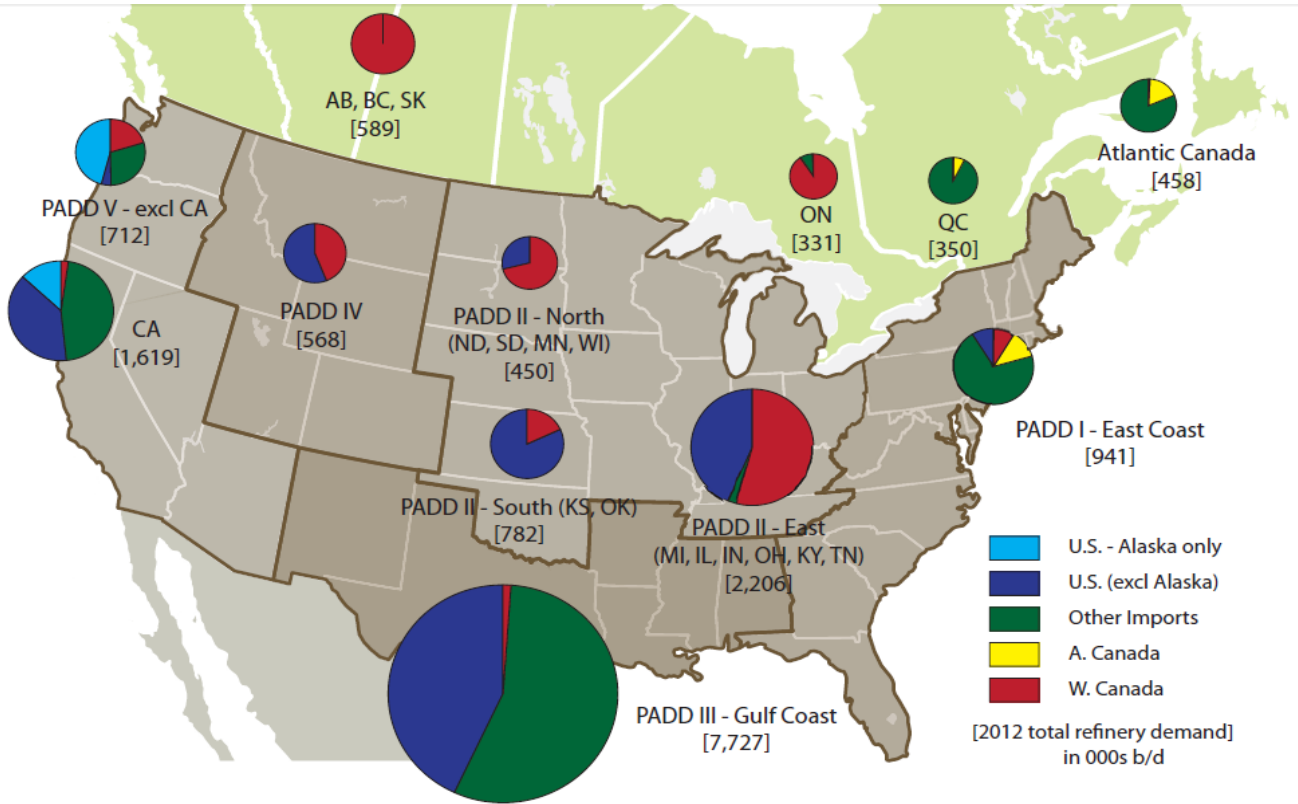 AB, BC, SK
[589]
Atlantic Canada
[458]
ON
[331]
QC
[350]
PADD V - excl CA
[712]
CA
[1,619]
PADD IV
[568]
PADD II - North
(ND, SD, MN, WI)
[450]
PADD I - East Coast
[941]
PADD II - South (KS, OK)
[782]
PADD II - East
(MI, IL, IN, OH, KY, TN)
[2,206]
PADD III - Gulf Coast
[7,727]
U.S. - Alaska only
U.S. (excl Alaska)
Other Imports
A. Canada
W. Canada
[2012 total refinery demand]
in 000s b/d